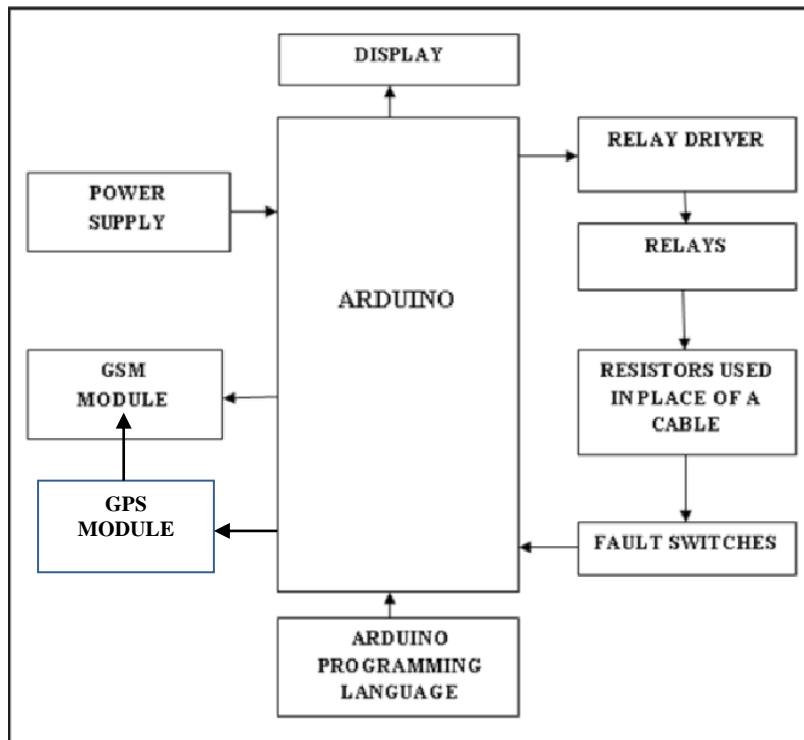 DISPLAY
RELAY DRIVER
POWER
SUPPLY
RELAYS
ARDUINO
GSM
MODULE
RESISTORS USED
IN PLACE OF A
CABLE
GPS
MODULE
FAULT SWITCHES
ARDUINO
PROGRAMMING
LANGUAGE